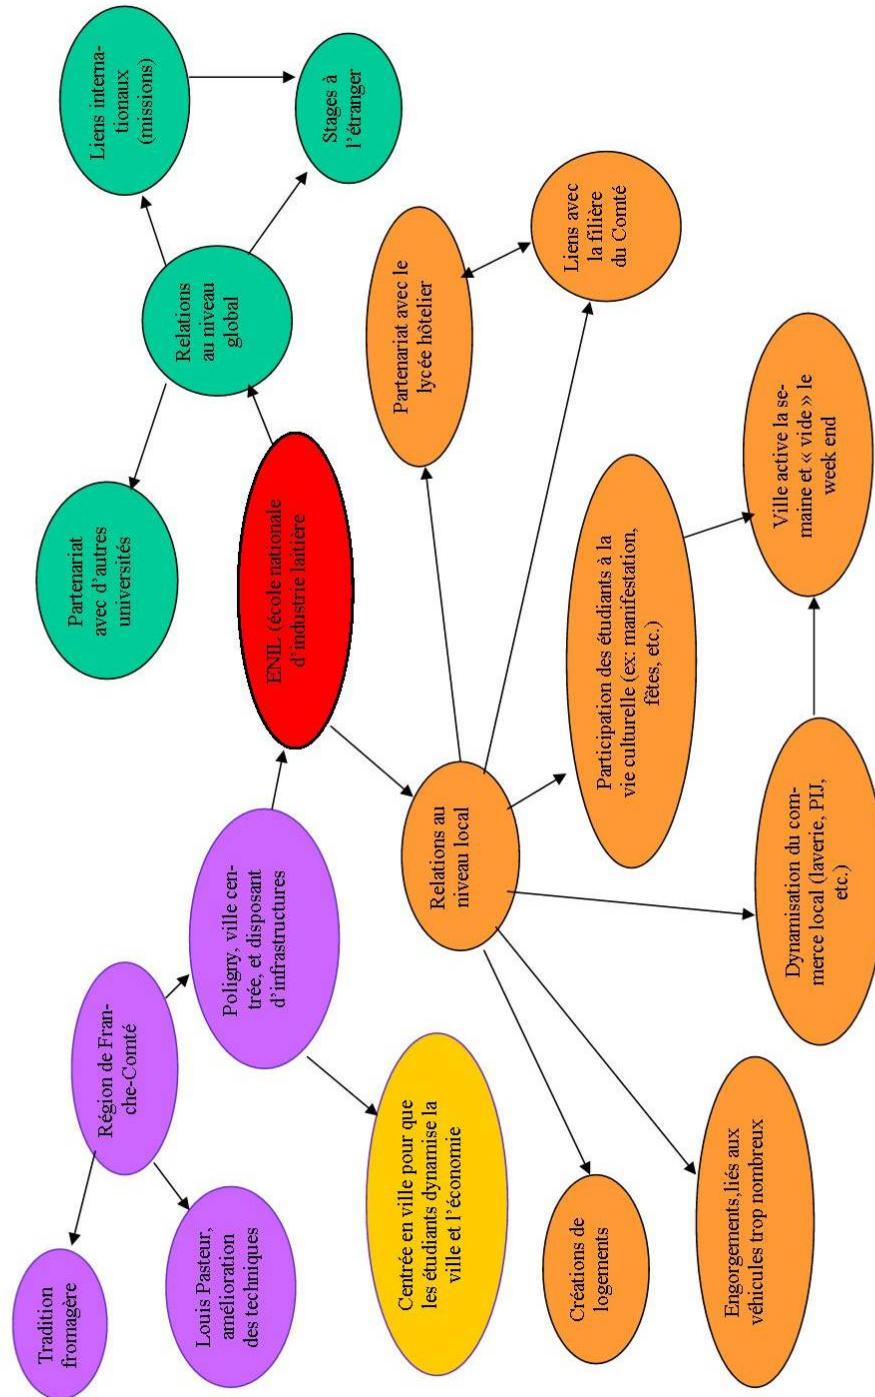 Tradition
fromagère
Région de Fran-
che-Comté
Louis Pasteur,
amélioration
des techniques
Poligny, ville cen-
trée, et disposant
d’infrastructures
Centrée en ville pour que
les étudiants dynamise la
ville et l’économie
ENIL (école nationale
d’industrie laitière
Partenariat
avec d’autres
universités
Relations
au niveau
global
Liens interna-
tionaux
(missions)
Stages à
l’étranger
Relations au
niveau local
Partenariat avec le
lycée hôtelier
Liens avec
la filière
du Comté
Participation des étudiants à la
vie culturelle (ex: manifestation,
fêtes, etc.)
Ville active la se-
maine et « vide » le
week end
Dynamisation du com-
merce local (laverie, PIJ,
etc.)
Créations de
logements
Engorgements,liés aux
véhicules trop nombreux